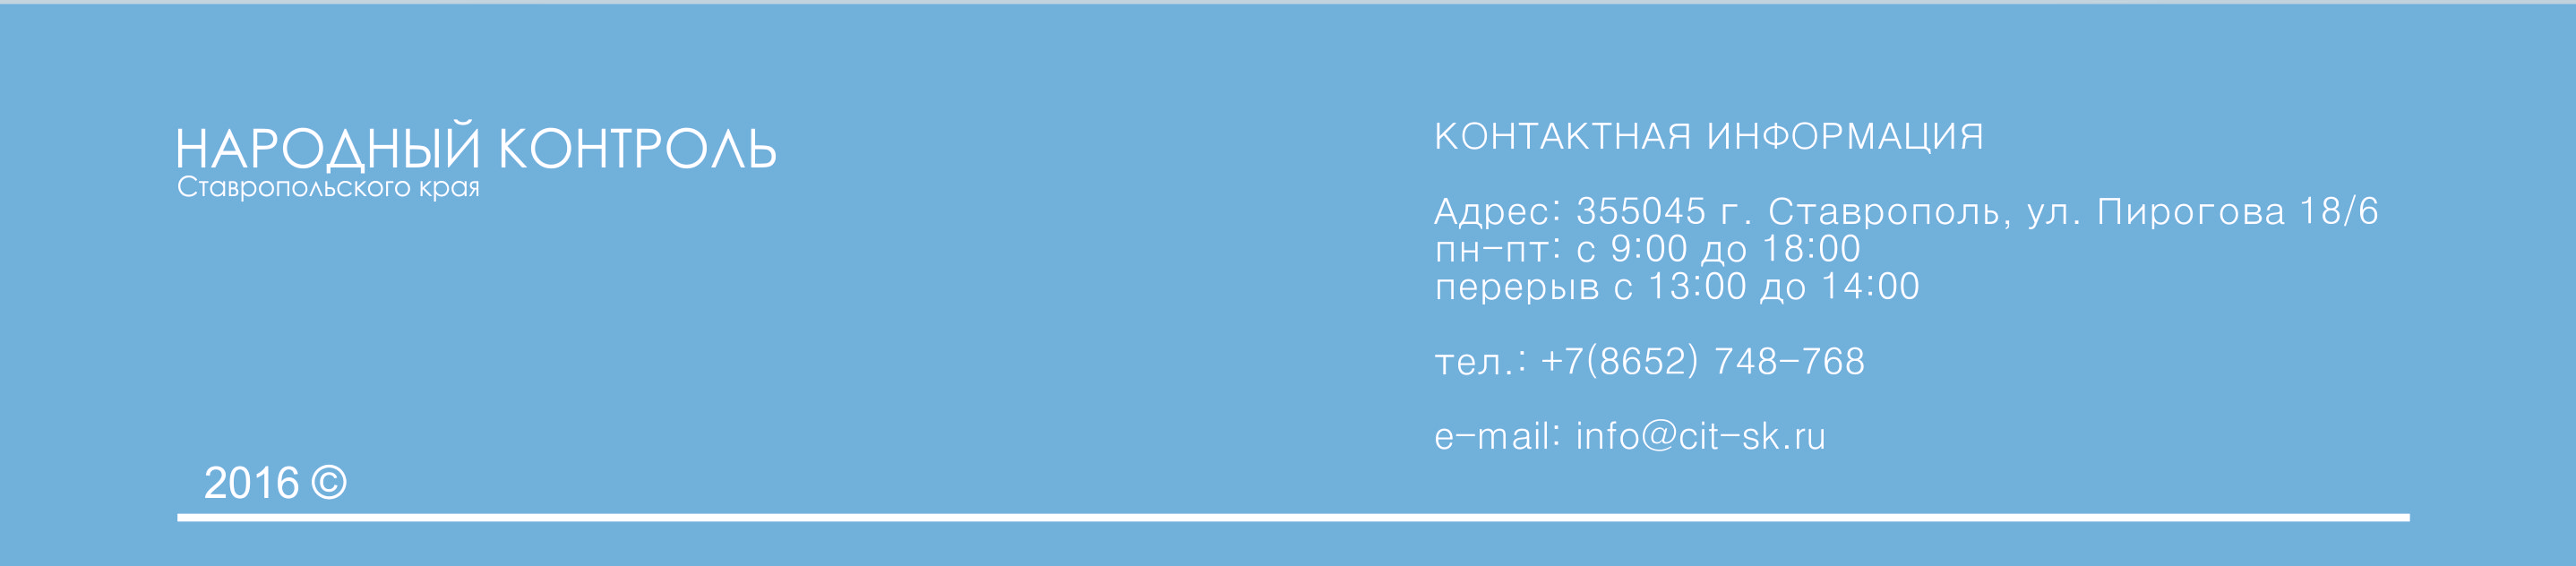 НАРОДНЫЙ КОНТРОЛЬ
Ставропольского края
КОНТАКТНАЯ ИНФОРМАЦИЯ
Адрес: 355045 г. Ставрополь, ул. Пирогова 18/6
пн-пт: с 9:00 до 18:00
перерыв с 13:00 до 14:00
тел.: +7(8652) 748-768
e-mail: info@cit-sk.ru
2016 ©